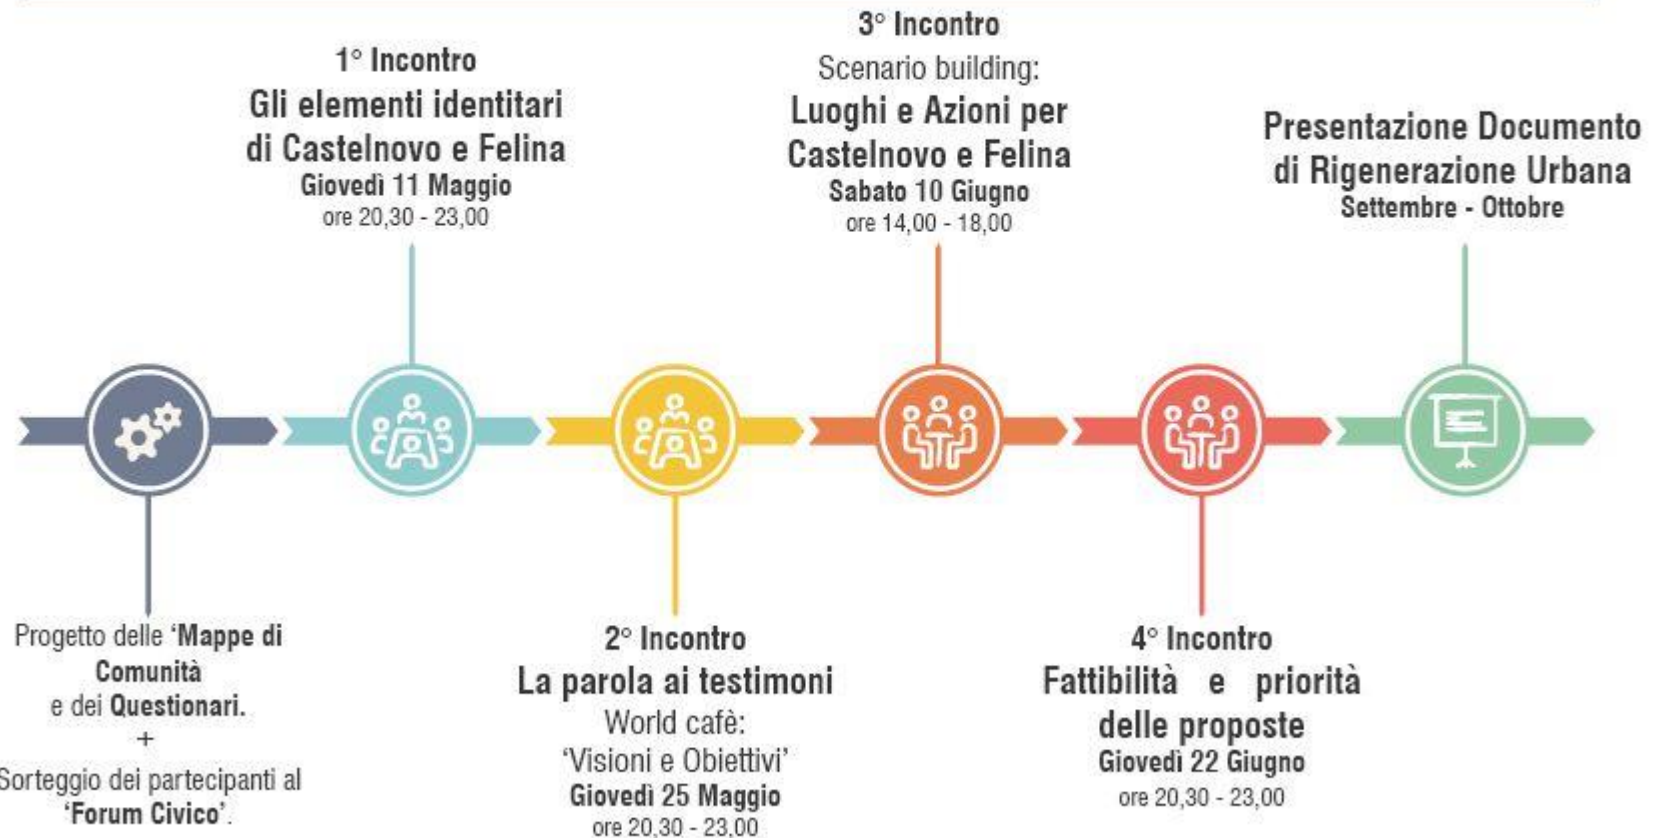 Progetto delle ‘Mappe di
Comunità
e dei Questionari.
+
Sorteggio dei partecipanti al
‘Forum Civico’.
1° Incontro
Gli elementi identitari
di Castelnovo e Felina
Giovedì 11 Maggio
ore 20,30 - 23,00
2° Incontro
La parola ai testimoni
World cafè:
‘Visioni e Obiettivi’
Giovedì 25 Maggio
ore 20,30 - 23,00
3° Incontro
Scenario building:
Luoghi e Azioni per
Castelnovo e Felina
Sabato 10 Giugno
ore 14,00 - 18,00
4° Incontro
Fattibilità e priorità
delle proposte
Giovedì 22 Giugno
ore 20,30 - 23,00
Presentazione Documento
di Rigenerazione Urbana
Settembre - Ottobre